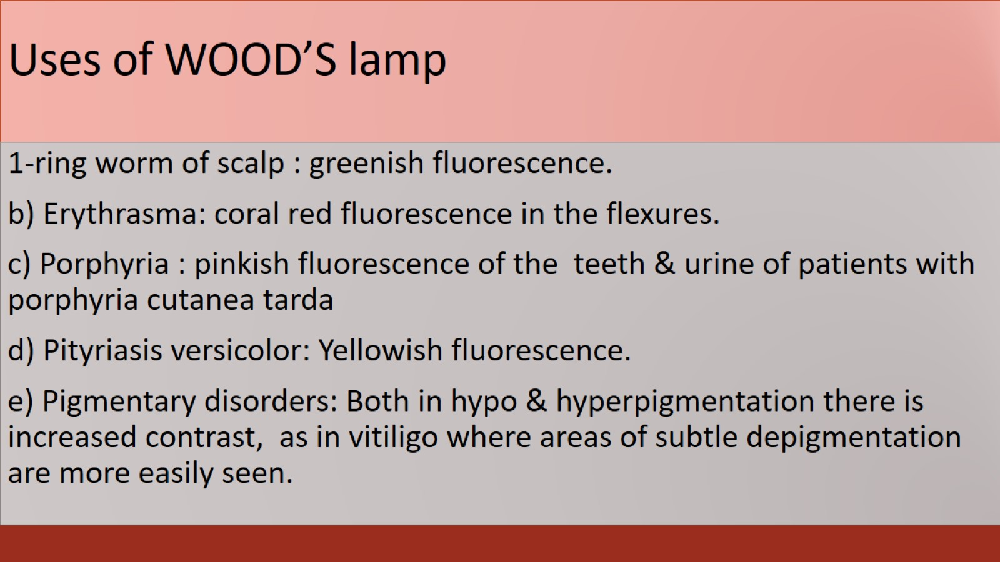 Uses of WOOD’S lamp
1-ring worm of scalp : greenish fluorescence.
b) Erythrasma: coral red fluorescence in the flexures.
c) Porphyria : pinkish fluorescence of the  teeth & urine of patients with
porphyria cutanea tarda
d) Pityriasis versicolor: Yellowish fluorescence.
e) Pigmentary disorders: Both in hypo & hyperpigmentation there is
increased contrast,  as in vitiligo where areas of subtle depigmentation
are more easily seen.